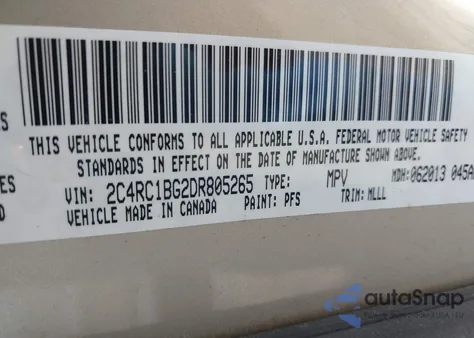 THIS VEHICLE CONFORMS TO ALL APPLICABLE U.S.A. FEDERAL MOTOR VEHICLE SAFETY
STANDARDS IN EFFECT ON THE DATE OF MANUFACTURE SHOWN ABOVE.
VIN: 2C4RC1BG2DR805265 TYPE: MPV MDH: 062013 045A
VEHICLE MADE IN CANADA PAINT: PFS TRIM: MLLL
autoSnap